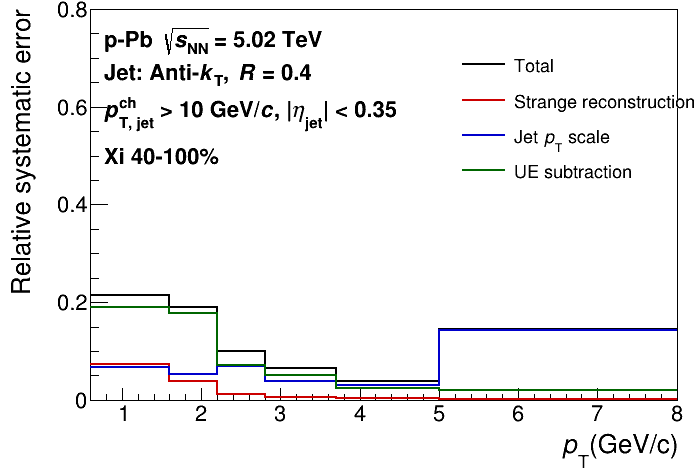 Relative systematic error
0.8
0.6
0.4
0.2
0
p-Pb √sNN = 5.02 TeV
Jet: Anti-kT, R = 0.4
p^ch_T, jet > 10 GeV/c, |ηjet| < 0.35
Xi 40-100%
Total
Strange reconstruction
Jet pT scale
UE subtraction
1 2 3 4 5 6 7 8
pT(GeV/c)